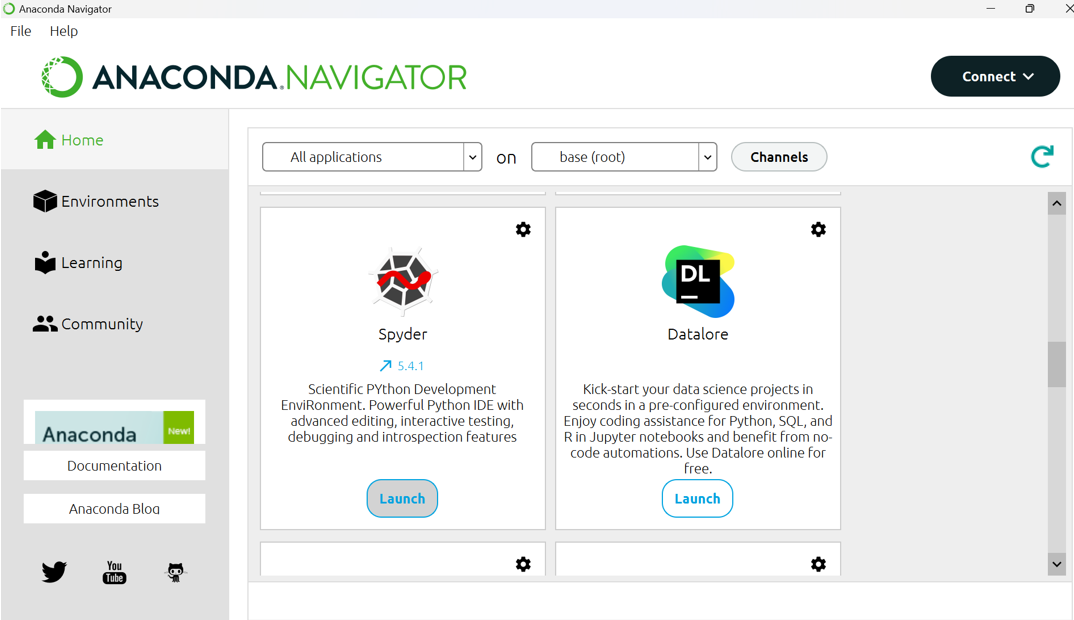 Anaconda Navigator
File Help
ANACONDA.NAVIGATOR
Connect
Home
All applications on base (root) Channels
Environments
Learning
Community
Spyder
5.4.1
Scientific PYthon Development
EnviRonment. Powerful Python IDE with
advanced editing, interactive testing,
debugging and introspection features
Launch
DL
Datalore
Kick-start your data science projects in
seconds in a pre-configured environment.
Enjoy coding assistance for Python, SQL, and
R in Jupyter notebooks and benefit from no-
code automations. Use Datalore online for
free.
Launch
Anaconda New!
Documentation
Anaconda Blog
You
Tube